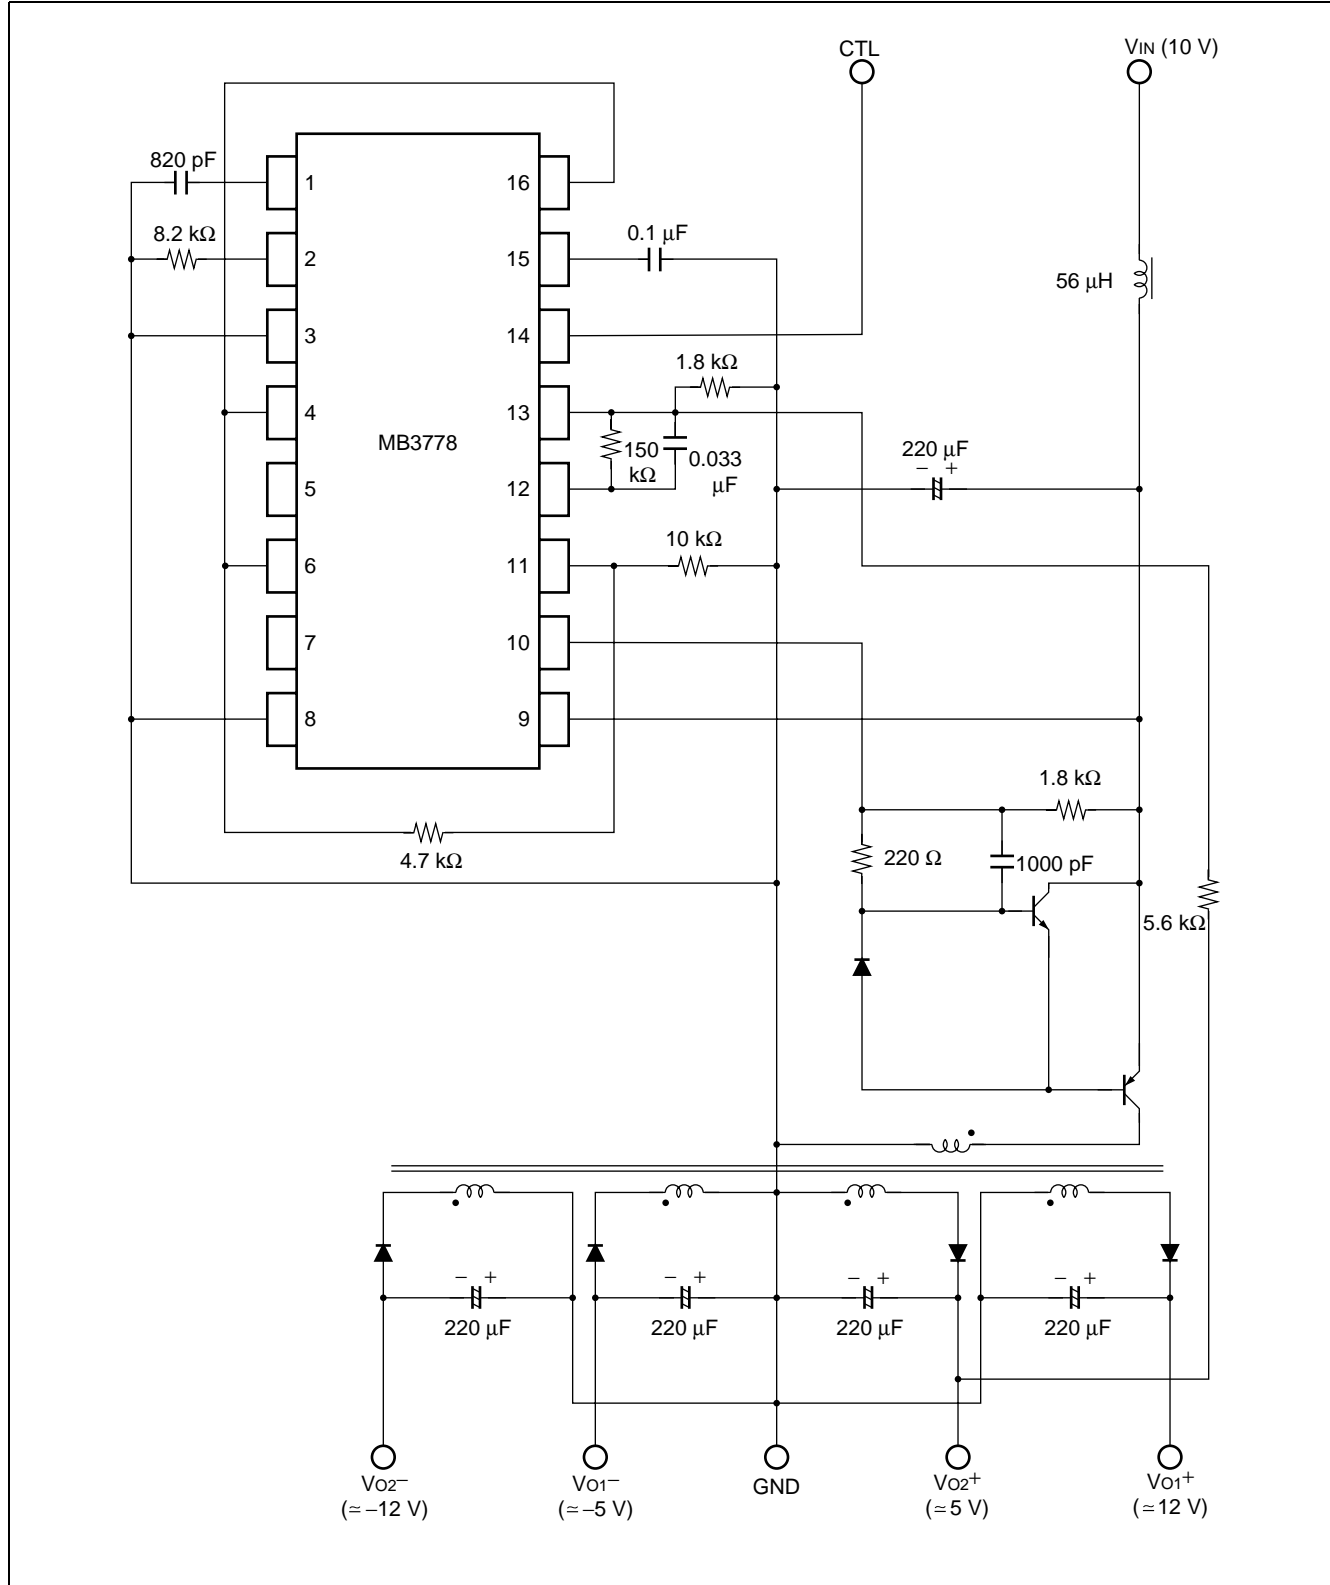 CTL
VIN (10 V)
820 pF
1
16
8.2 kΩ
0.1 μF
2
15
56 μH
3
14
1.8 kΩ
4
13
MB3778
150
kΩ
0.033
μF
220 μF
− +
5
12
10 kΩ
6
11
7
10
8
9
1.8 kΩ
4.7 kΩ
220 Ω
1000 pF
5.6 kΩ
− +
− +
− +
− +
220 μF
220 μF
220 μF
220 μF
VO2−
(≃ −12 V)
VO1−
(≃ −5 V)
GND
VO2+
(≃ 5 V)
VO1+
(≃ 12 V)